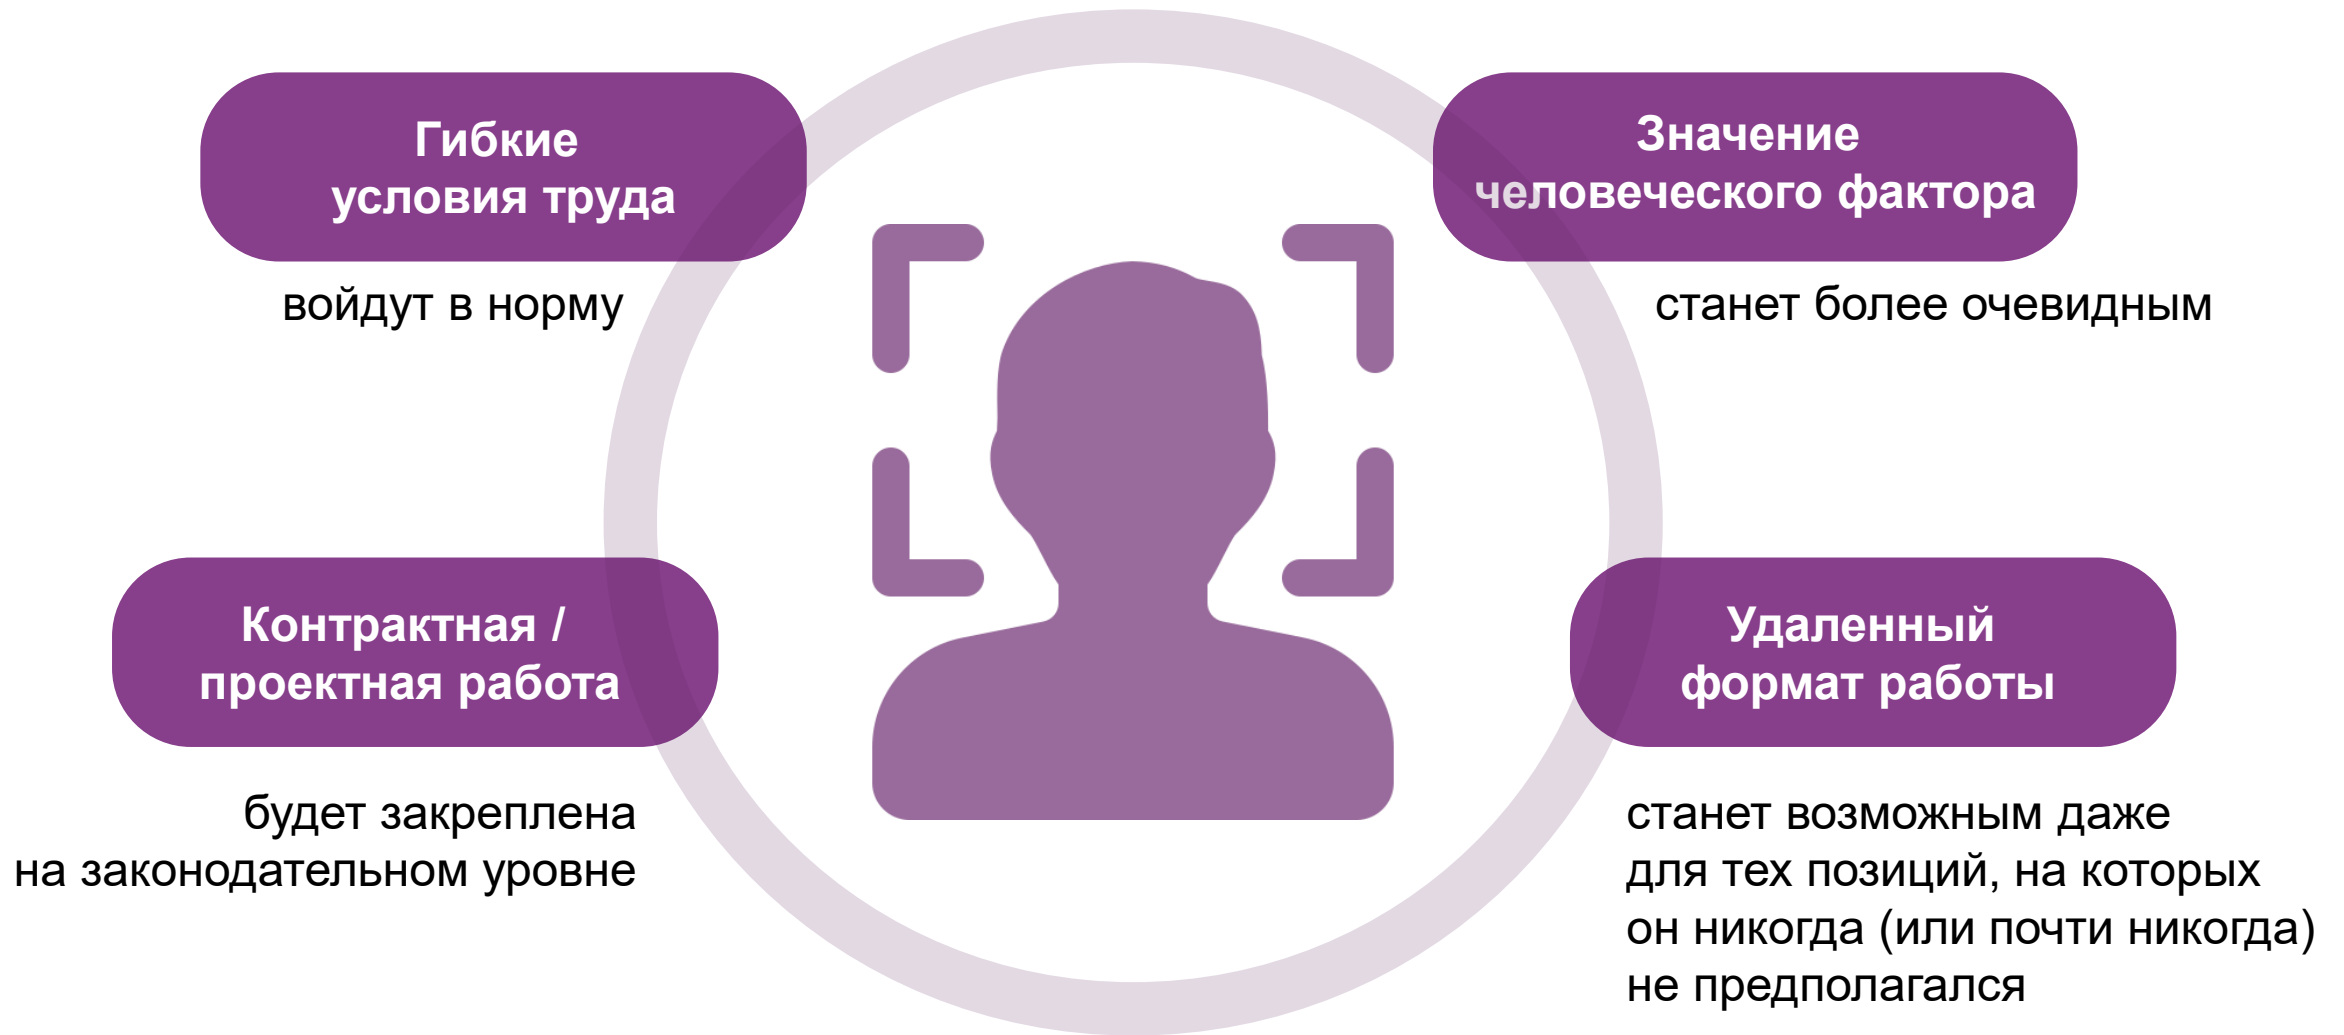 Гибкие
условия труда
войдут в норму
Значение
человеческого фактора
станет более очевидным
Контрактная /
проектная работа
будет закреплена
на законодательном уровне
Удаленный
формат работы
станет возможным даже
для тех позиций, на которых
он никогда (или почти никогда)
не предполагался